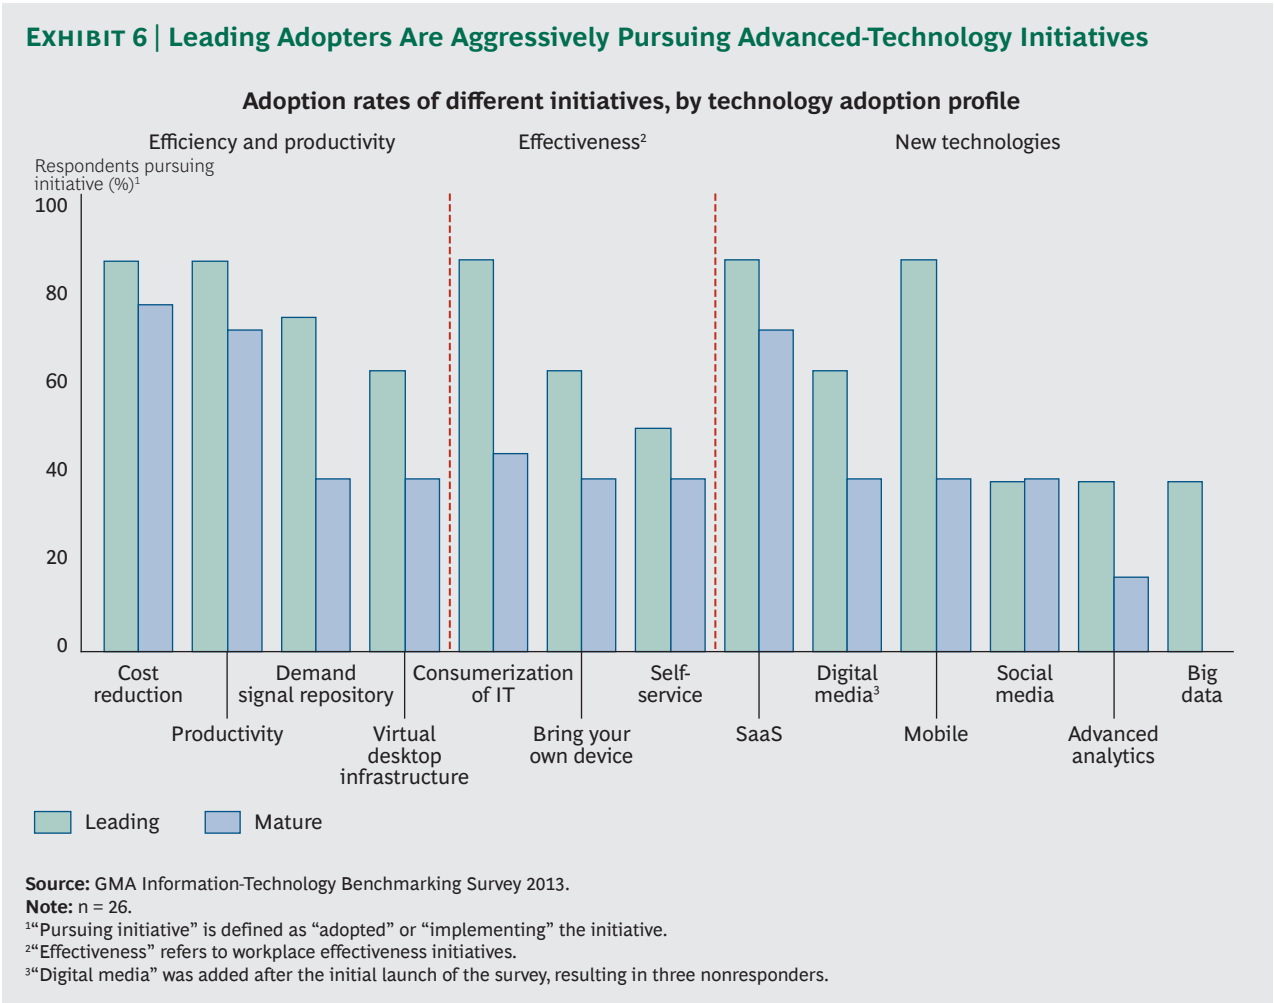 EXHIBIT 6 | Leading Adopters Are Aggressively Pursuing Advanced-Technology Initiatives
Adoption rates of different initiatives, by technology adoption profile
Efficiency and productivity
Effectiveness²
New technologies
Respondents pursuing
initiative (%)¹
100
80
60
40
20
0
Cost
reduction
Productivity
Demand
signal repository
Virtual
desktop
infrastructure
Consumerization
of IT
Bring your
own device
Self-
service
SaaS
Digital
media³
Mobile
Social
media
Advanced
analytics
Big
data
Leading
Mature
Source: GMA Information-Technology Benchmarking Survey 2013.
Note: n = 26.
¹“Pursuing initiative” is defined as “adopted” or “implementing” the initiative.
²“Effectiveness” refers to workplace effectiveness initiatives.
³“Digital media” was added after the initial launch of the survey, resulting in three nonresponders.